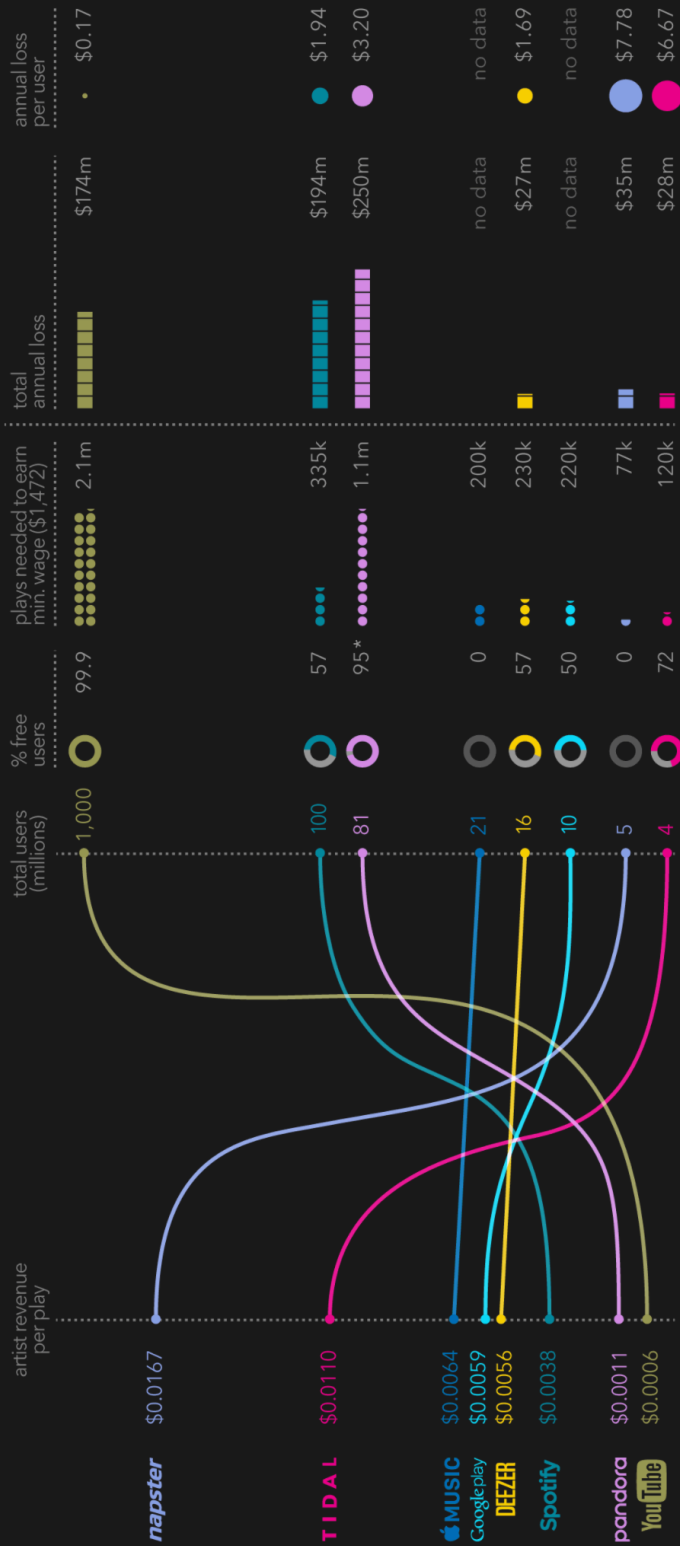 artist revenue
per play
total users
(millions)
% free
users
plays needed to earn
min. wage ($1,472)
total
annual loss
annual loss
per user
napster $0.0167
TIDAL $0.0110
MUSIC $0.0064
Google play $0.0059
DEEZER $0.0056
Spotify $0.0038
pandora $0.0011
YouTube $0.0006
1,000 99.9 2.1m $174m $0.17
100 57 335k $194m $1.94
81 95* 1.1m $250m $3.20
21 0 200k no data no data
16 57 230k $27m $1.69
10 50 220k no data no data
5 0 77k $35m $7.78
4 72 120k $28m $6.67